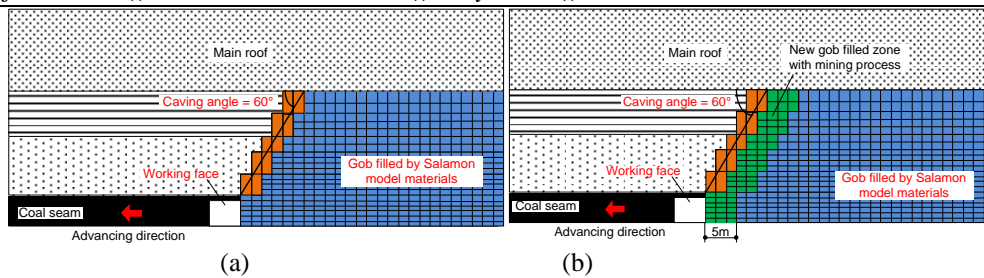 Main roof
Caving angle = 60°
Working face
Gob filled by Salamon
model materials
Coal seam
Advancing direction
(a)
Main roof
New gob filled zone
with mining process
Caving angle = 60°
Working face
Gob filled by Salamon
model materials
Coal seam
Advancing direction
5m
(b)